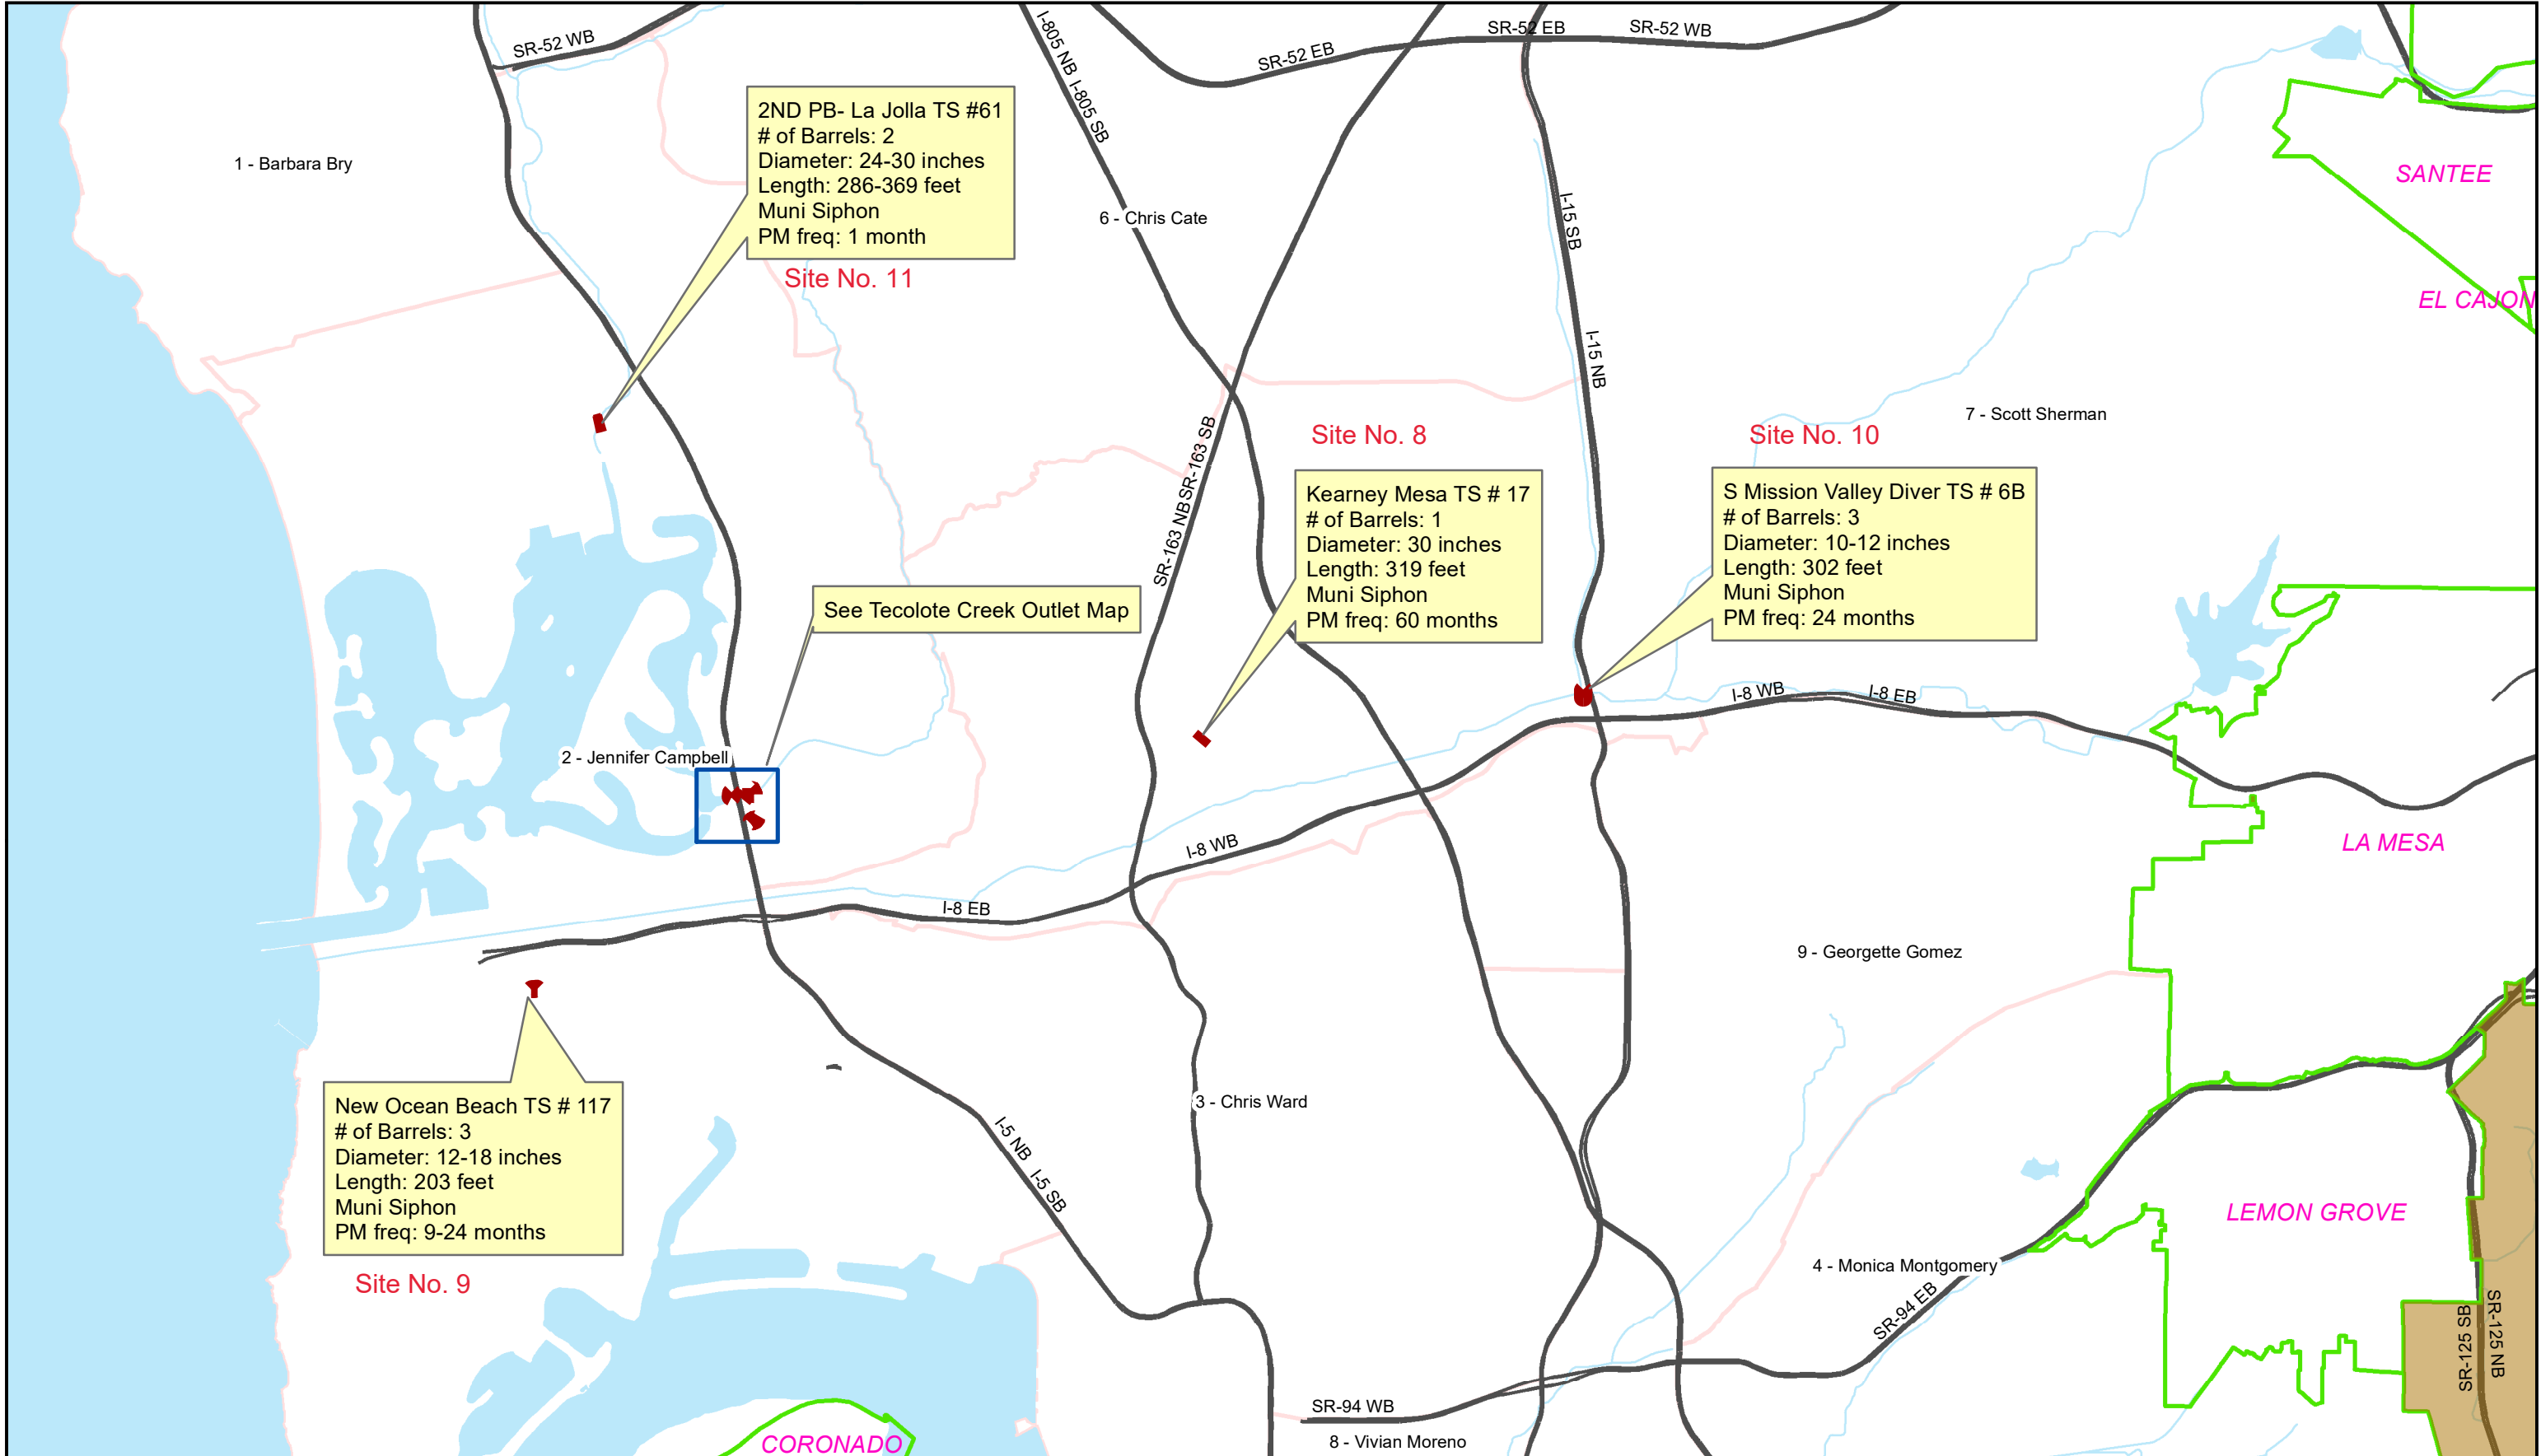 SR-52 WB
I-805 NB
I-805 SB
SR-52 EB
SR-52 EB
SR-52 WB
2ND PB- La Jolla TS #61
# of Barrels: 2
Diameter: 24-30 inches
Length: 286-369 feet
Muni Siphon
PM freq: 1 month
Site No. 11
1 - Barbara Bry
6 - Chris Cate
I-15 SB
I-15 NB
SANTEE
EL CAJON
7 - Scott Sherman
Site No. 8
Kearney Mesa TS # 17
# of Barrels: 1
Diameter: 30 inches
Length: 319 feet
Muni Siphon
PM freq: 60 months
Site No. 10
S Mission Valley Diver TS # 6B
# of Barrels: 3
Diameter: 10-12 inches
Length: 302 feet
Muni Siphon
PM freq: 24 months
SR-163 SB
SR-163 NB
See Tecolote Creek Outlet Map
I-8 WB
I-8 EB
2 - Jennifer Campbell
LA MESA
I-8 WB
I-8 EB
9 - Georgette Gomez
New Ocean Beach TS # 117
# of Barrels: 3
Diameter: 12-18 inches
Length: 203 feet
Muni Siphon
PM freq: 9-24 months
Site No. 9
3 - Chris Ward
I-5 NB
I-5 SB
LEMON GROVE
4 - Monica Montgomery
SR-94 EB
SR-125 SB
SR-125 NB
SR-94 WB
8 - Vivian Moreno
CORONADO